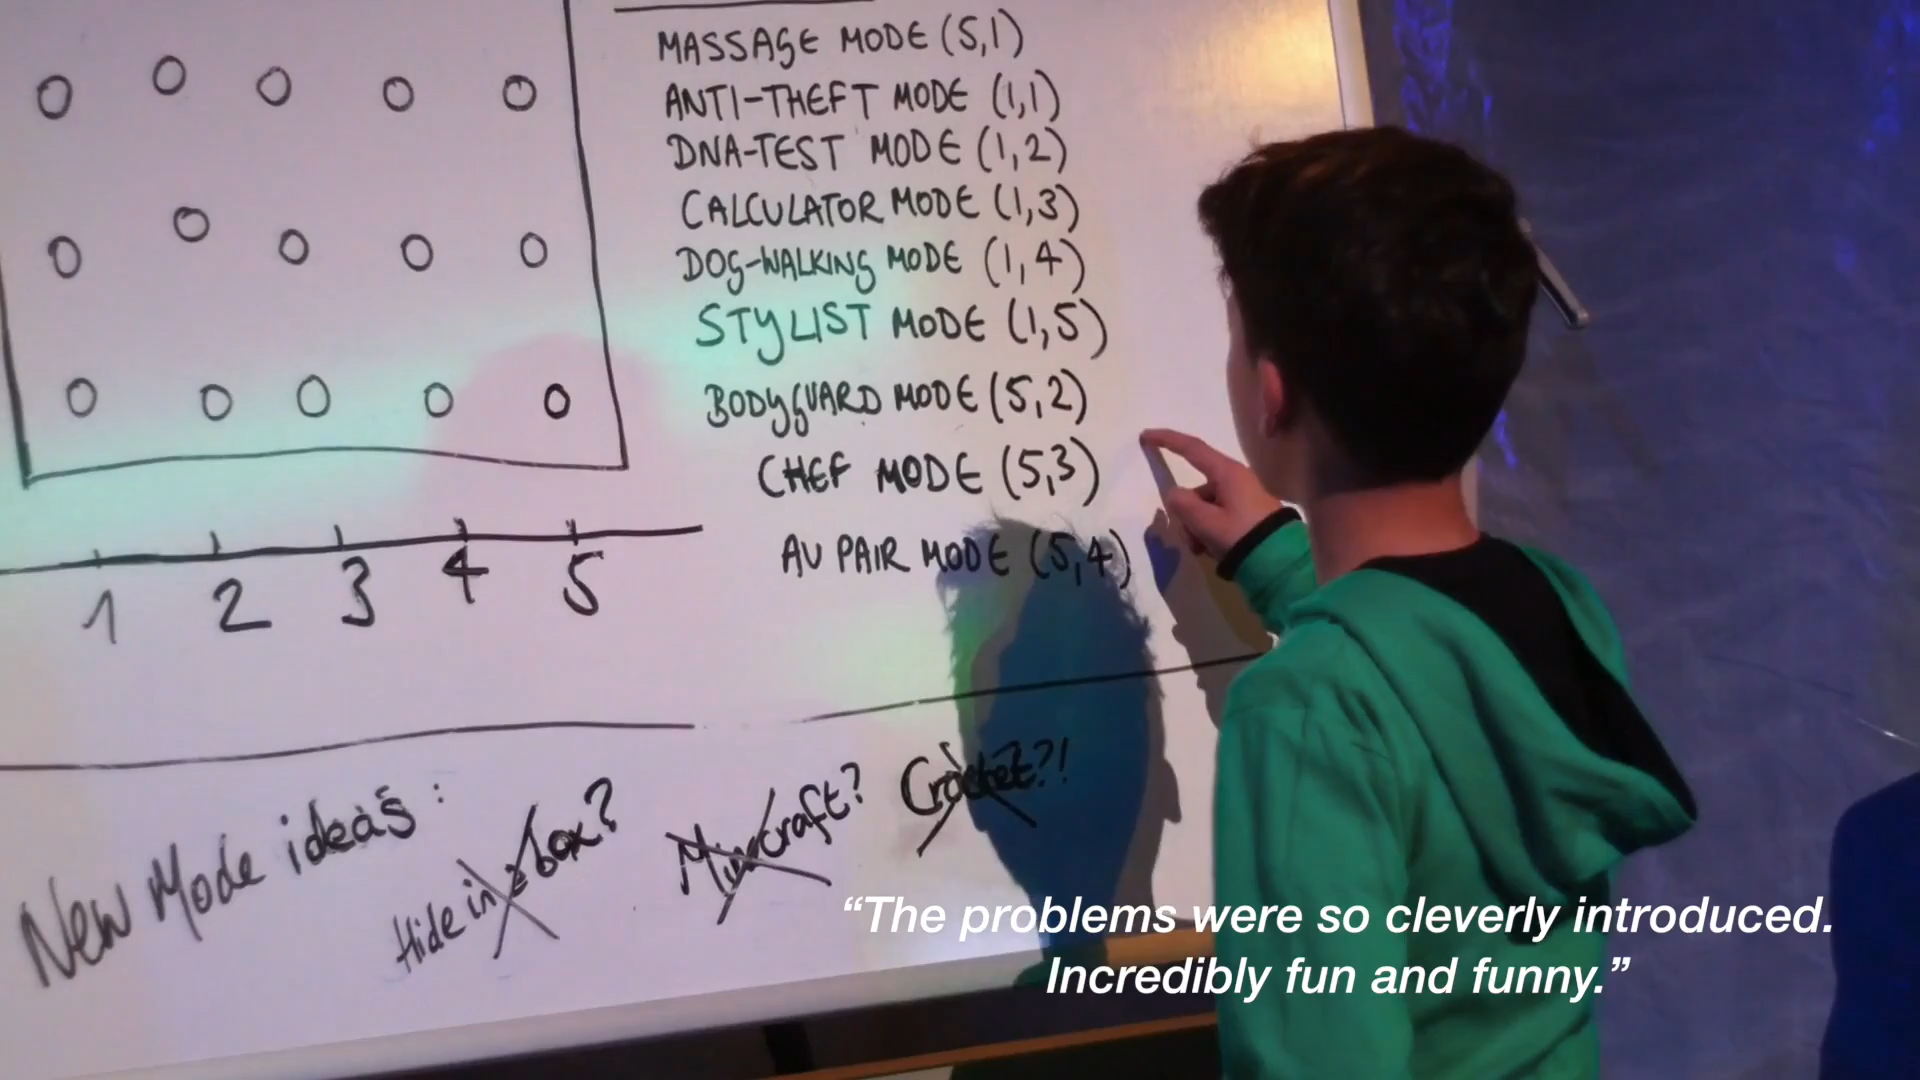 MASSAGE MODE (5,1)
ANTI-THEFT MODE (1,1)
DNA-TEST MODE (1,2)
CALCULATOR MODE (1,3)
DOG-WALKING MODE (1,4)
STYLIST MODE (1,5)
BODYGUARD MODE (5,2)
CHEF MODE (5,3)
AU PAIR MODE (5,4)
1 2 3 4 5
New Mode ideas:
Hide in a box?
Minecraft?
Crochet?!
“The problems were so cleverly introduced.
Incredibly fun and funny.”